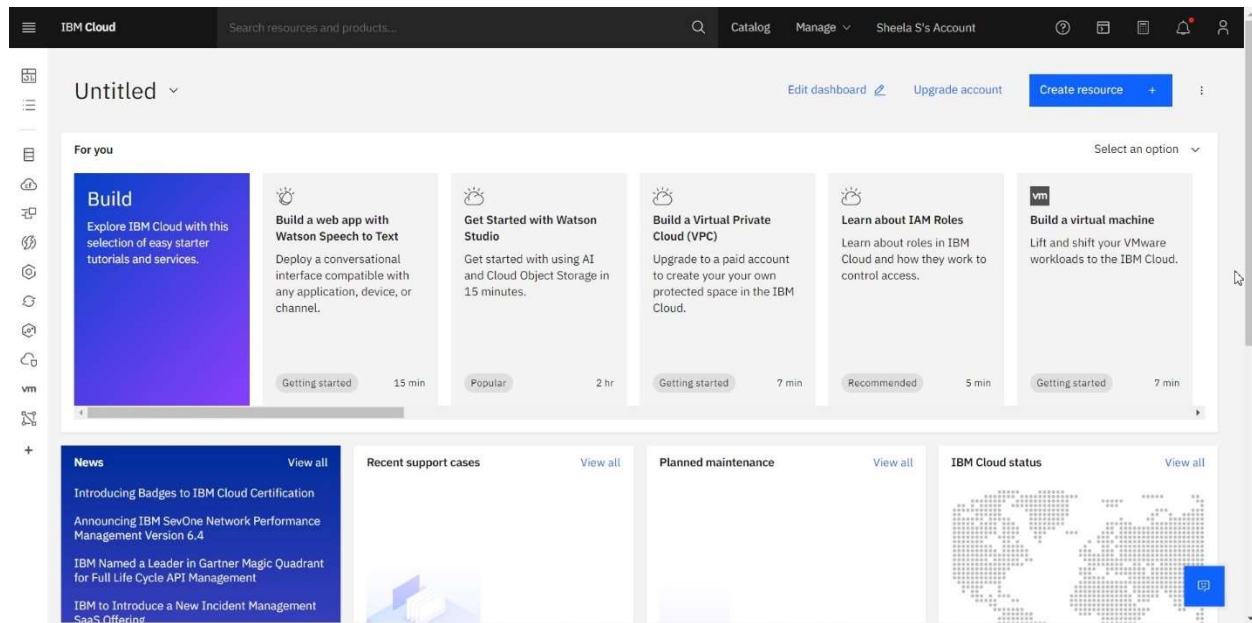 IBM Cloud
Search resources and products...
Catalog
Manage
Sheela S's Account
Untitled
Edit dashboard
Upgrade account
Create resource +
For you
Select an option
Build
Explore IBM Cloud with this
selection of easy starter
tutorials and services.
Build a web app with
Watson Speech to Text
Deploy a conversational
interface compatible with
any application, device, or
channel.
Getting started
15 min
Get Started with Watson
Studio
Get started with using AI
and Cloud Object Storage in
15 minutes.
Popular
2 hr
Build a Virtual Private
Cloud (VPC)
Upgrade to a paid account
to create your your own
protected space in the IBM
Cloud.
Getting started
7 min
Learn about IAM Roles
Learn about roles in IBM
Cloud and how they work to
control access.
Recommended
5 min
vm
Build a virtual machine
Lift and shift your VMware
workloads to the IBM Cloud.
Getting started
7 min
vm
News
View all
Introducing Badges to IBM Cloud Certification
Announcing IBM SevOne Network Performance
Management Version 6.4
IBM Named a Leader in Gartner Magic Quadrant
for Full Life Cycle API Management
IBM to Introduce a New Incident Management
SaaS Offering
Recent support cases
View all
Planned maintenance
View all
IBM Cloud status
View all